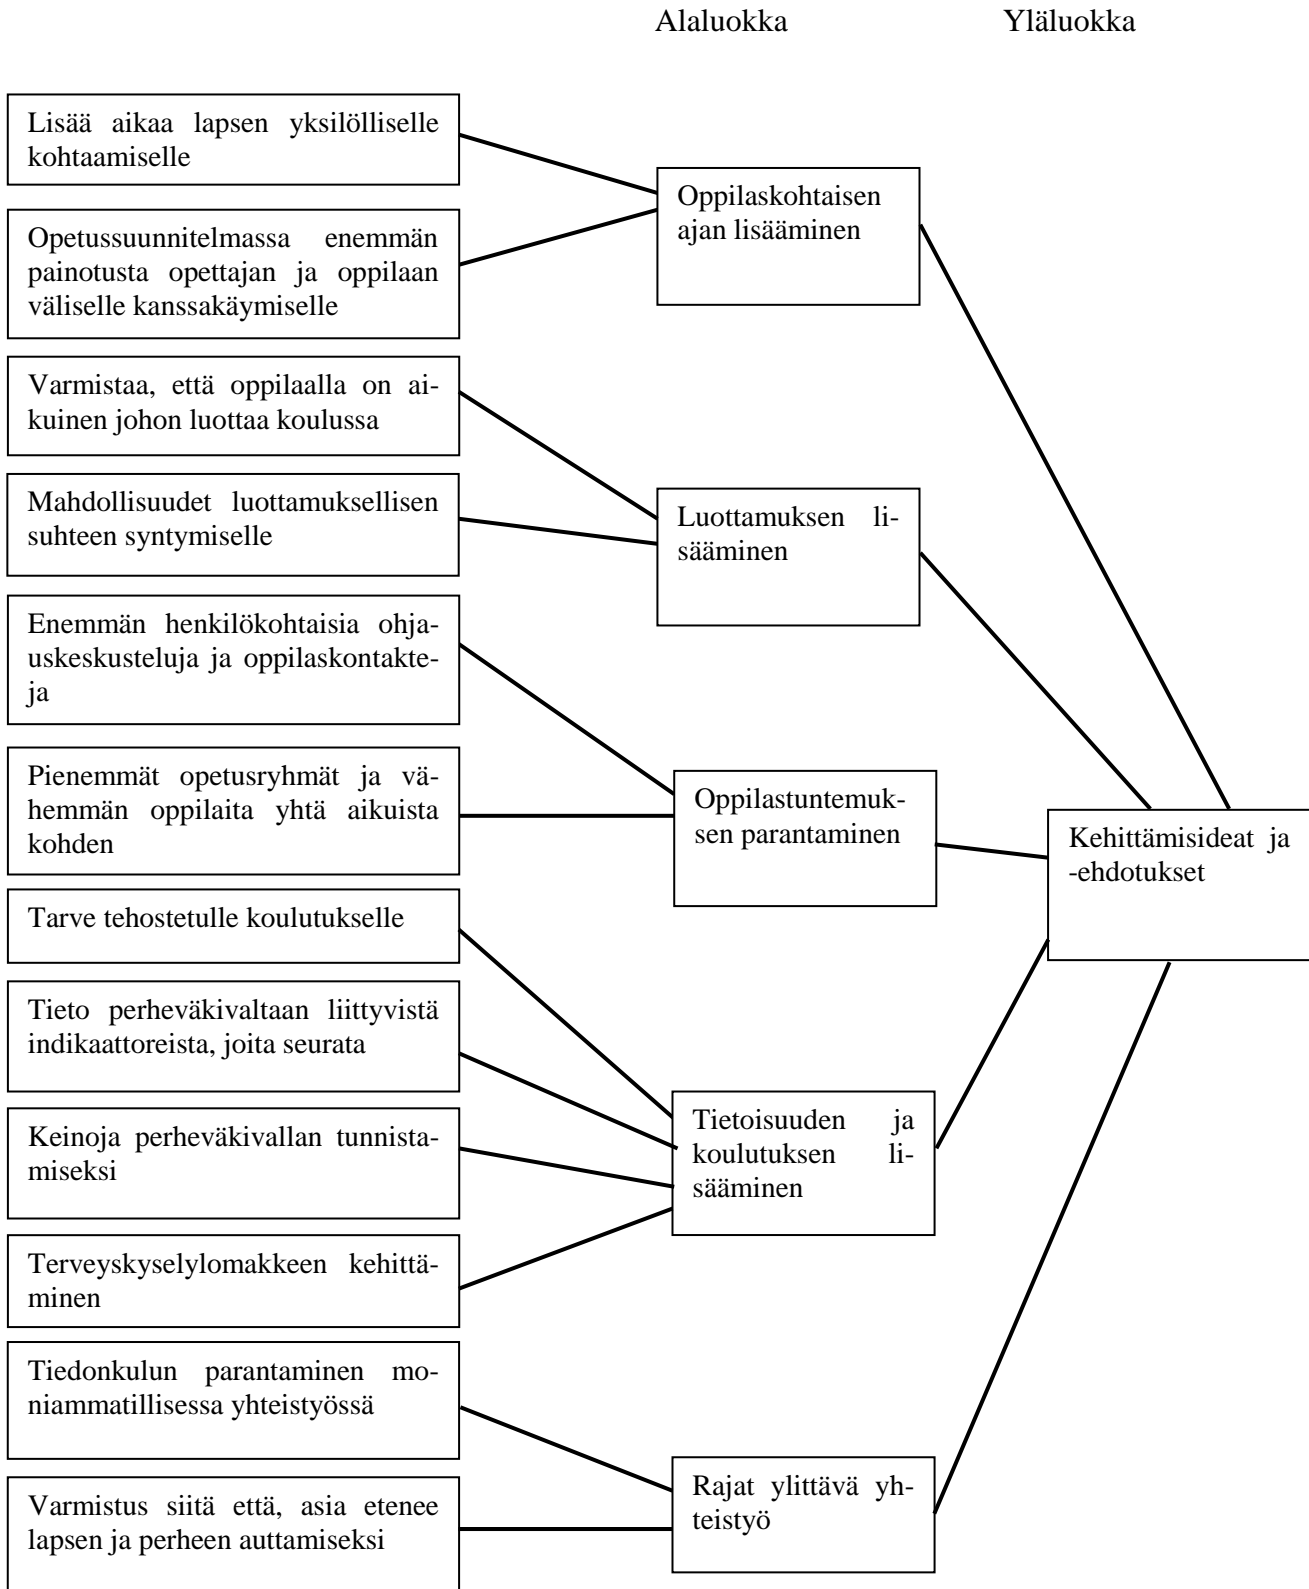 Alaluokka
Yläluokka
Lisää aikaa lapsen yksilölliselle
kohtaamiselle
Opetussuunnitelmassa enemmän
painotusta opettajan ja oppilaan
väliselle kanssakäymiselle
Varmistaa, että oppilaalla on ai-
kuinen johon luottaa koulussa
Mahdollisuudet luottamuksellisen
suhteen syntymiselle
Enemmän henkilökohtaisia ohja-
uskeskusteluja ja oppilaskontakte-
ja
Pienemmät opetusryhmät ja vä-
hemmän oppilaita yhtä aikuista
kohden
Tarve tehostetulle koulutukselle
Tieto perheväkivaltaan liittyvistä
indikaattoreista, joita seurata
Keinoja perheväkivallan tunnista-
miseksi
Terveyskyselylomakkeen kehittä-
minen
Tiedonkulun parantaminen mo-
niammatillisessa yhteistyössä
Varmistus siitä että, asia etenee
lapsen ja perheen auttamiseksi
Oppilaskohtaisen
ajan lisääminen
Luottamuksen li-
sääminen
Oppilastuntemuk-
sen parantaminen
Tietoisuuden ja
koulutuksen li-
sääminen
Rajat ylittävä yh-
teistyö
Kehittämisideat ja
-ehdotukset